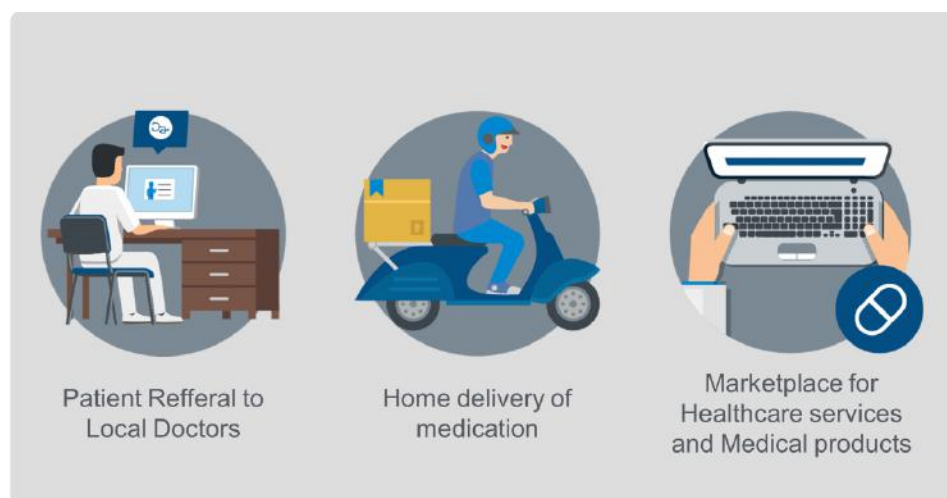 Patient Refferal to
Local Doctors
Home delivery of
medication
Marketplace for
Healthcare services
and Medical products